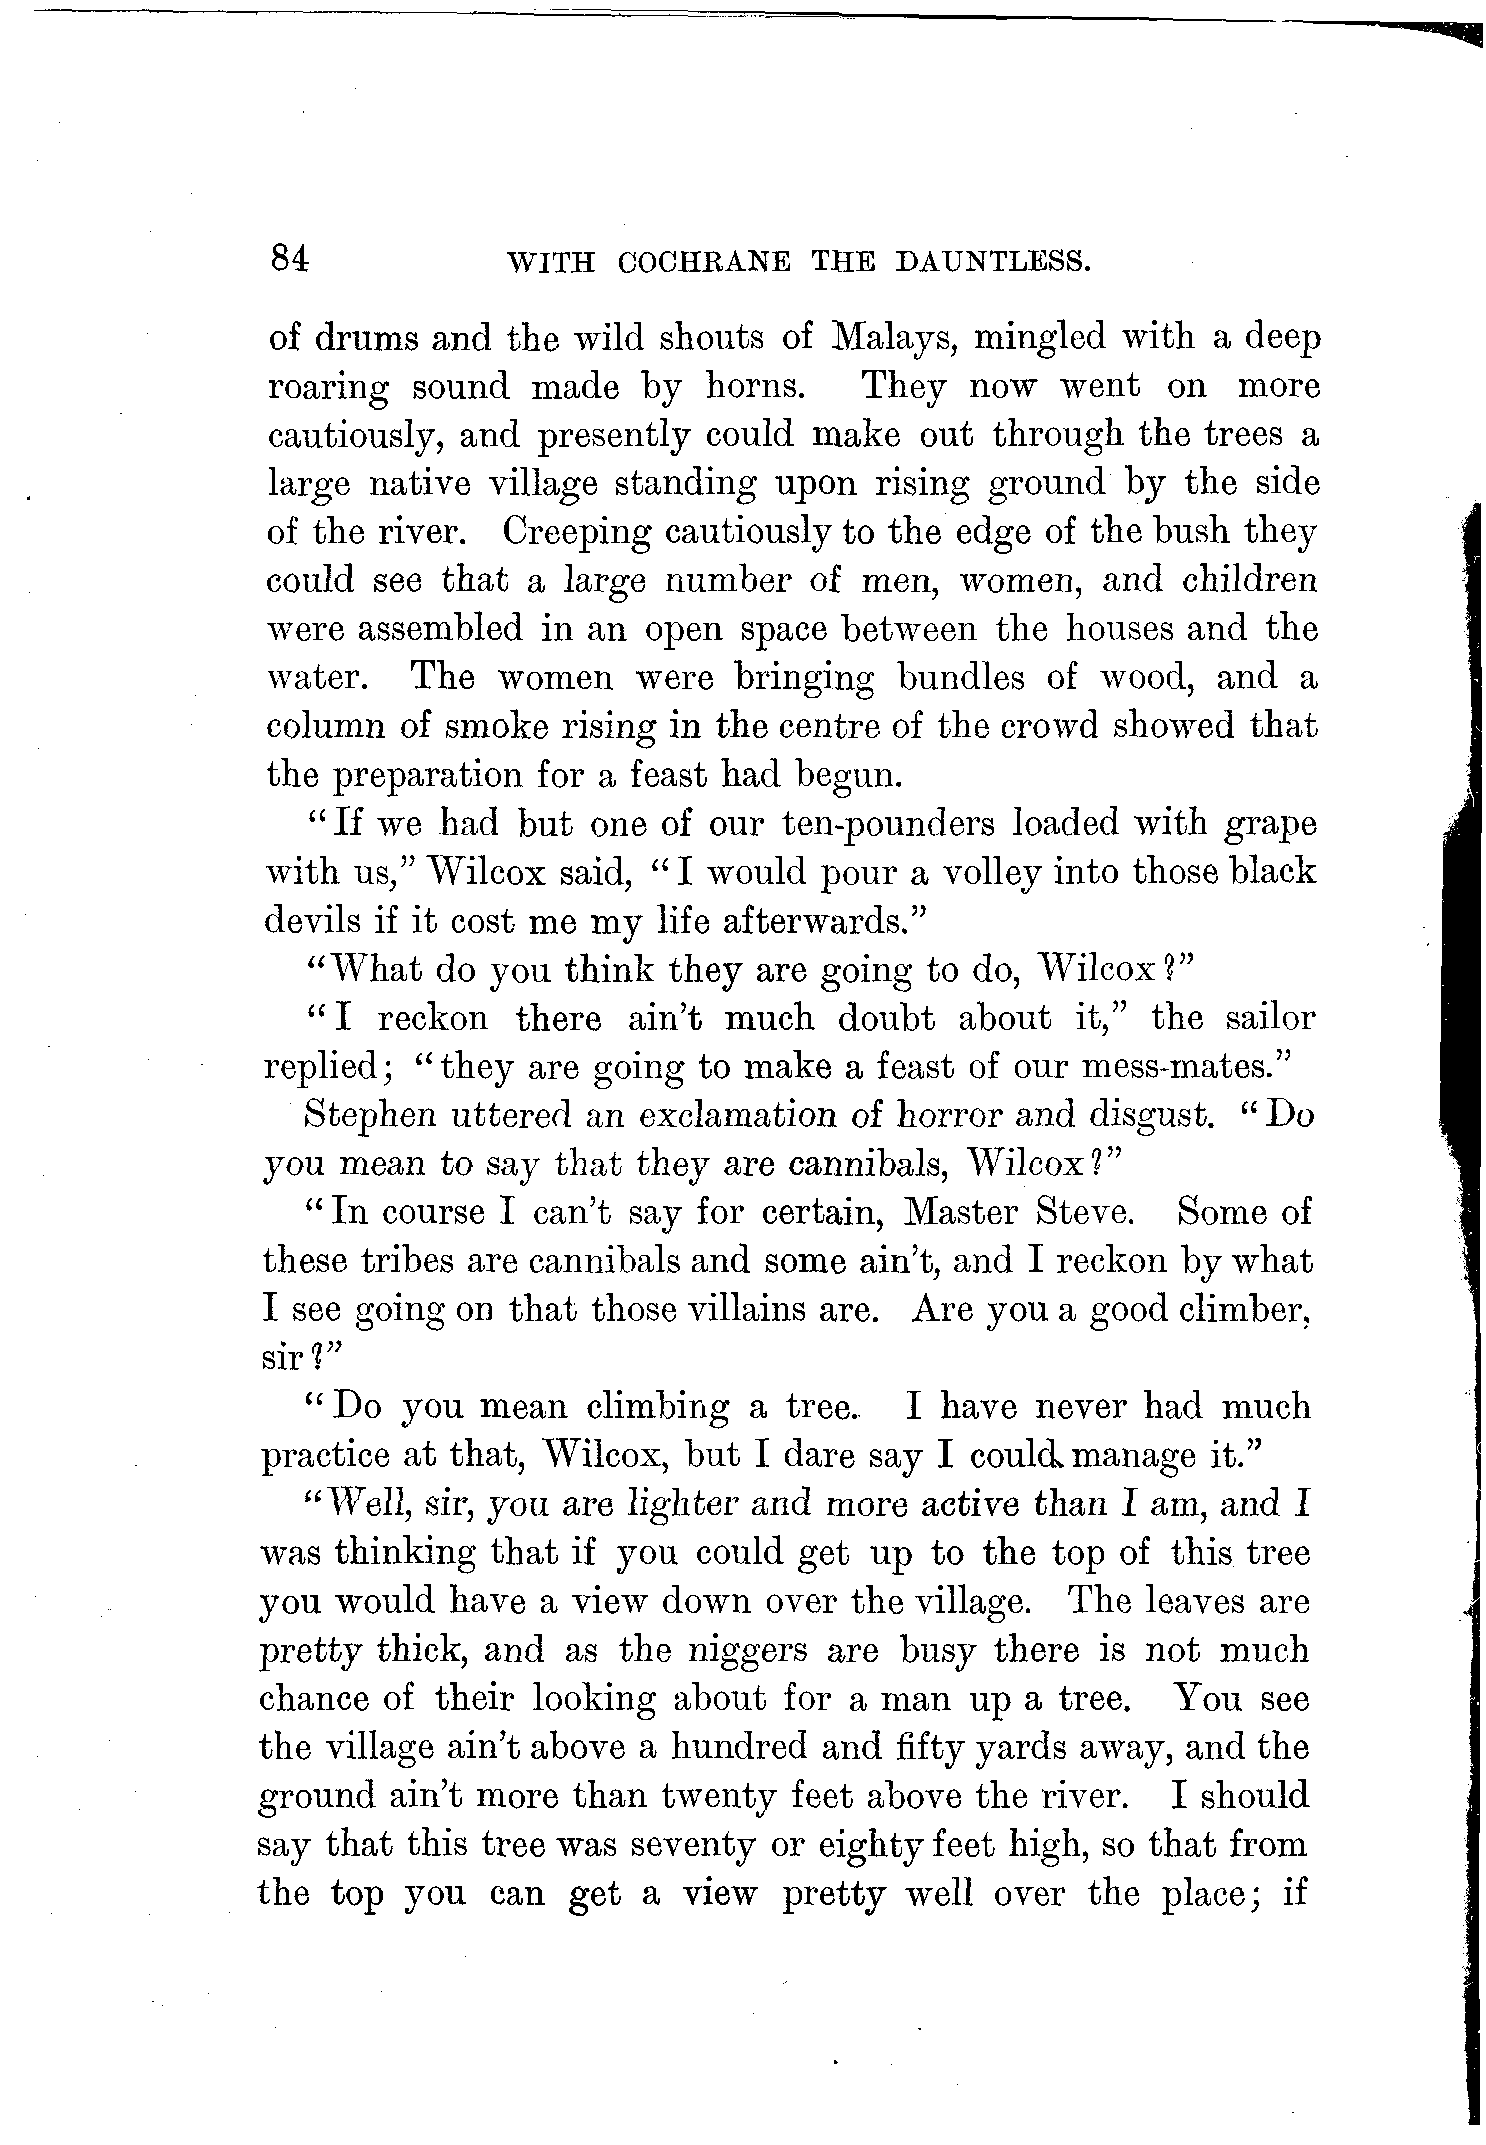 84 WITH COCHRANE THE DAUNTLESS.
of drums and the wild shouts of Malays, mingled with a deep
roaring sound made by horns. They now went on more
cautiously, and presently could make out through the trees a
large native village standing upon rising ground by the side
of the river. Creeping cautiously to the edge of the bush they
could see that a large number of men, women, and children
were assembled in an open space between the houses and the
water. The women were bringing bundles of wood, and a
column of smoke rising in the centre of the crowd showed that
the preparation for a feast had begun.
"If we had but one of our ten-pounders loaded with grape
with us," Wilcox said, "I would pour a volley into those black
devils if it cost me my life afterwards."
"What do you think they are going to do, Wilcox?"
"I reckon there ain't much doubt about it," the sailor
replied; "they are going to make a feast of our mess-mates."
Stephen uttered an exclamation of horror and disgust. "Do
you mean to say that they are cannibals, Wilcox?"
"In course I can't say for certain, Master Steve. Some of
these tribes are cannibals and some ain't, and I reckon by what
I see going on that those villains are. Are you a good climber,
sir?"
"Do you mean climbing a tree. I have never had much
practice at that, Wilcox, but I dare say I could manage it."
"Well, sir, you are lighter and more active than I am, and I
was thinking that if you could get up to the top of this tree
you would have a view down over the village. The leaves are
pretty thick, and as the niggers are busy there is not much
chance of their looking about for a man up a tree. You see
the village ain't above a hundred and fifty yards away, and the
ground ain't more than twenty feet above the river. I should
say that this tree was seventy or eighty feet high, so that from
the top you can get a view pretty well over the place; if